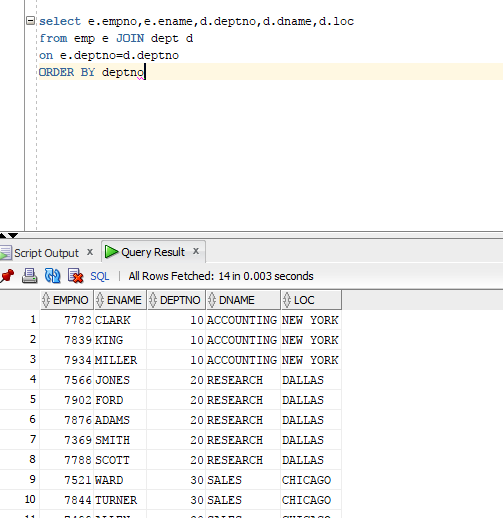 select e.empno,e.ename,d.deptno,d.dname,d.loc
from emp e JOIN dept d
on e.deptno=d.deptno
ORDER BY deptno
Script Output x Query Result x
SQL | All Rows Fetched: 14 in 0.003 seconds
EMPNO ENAME DEPTNO DNAME LOC
1 7782 CLARK 10 ACCOUNTING NEW YORK
2 7839 KING 10 ACCOUNTING NEW YORK
3 7934 MILLER 10 ACCOUNTING NEW YORK
4 7566 JONES 20 RESEARCH DALLAS
5 7902 FORD 20 RESEARCH DALLAS
6 7876 ADAMS 20 RESEARCH DALLAS
7 7369 SMITH 20 RESEARCH DALLAS
8 7788 SCOTT 20 RESEARCH DALLAS
9 7521 WARD 30 SALES CHICAGO
10 7844 TURNER 30 SALES CHICAGO